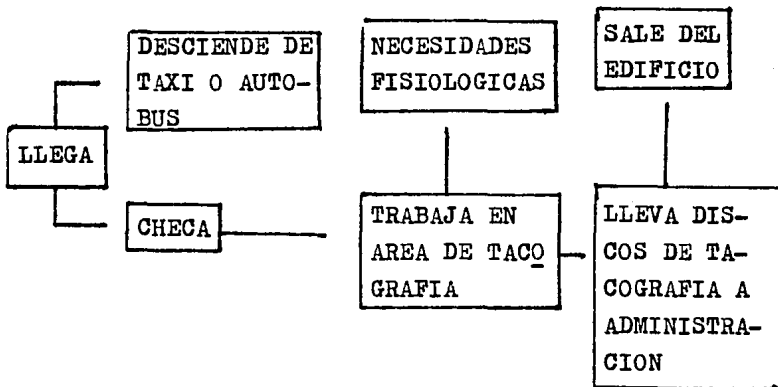 DESCIENDE DE
TAXI O AUTO-
BUS
NECESIDADES
FISIOLOGICAS
SALE DEL
EDIFICIO
LLEGA
CHECA
TRABAJA EN
AREA DE TACO
GRAFIA
LLEVA DIS-
COS DE TA-
COGRAFIA A
ADMINISTRA-
CION